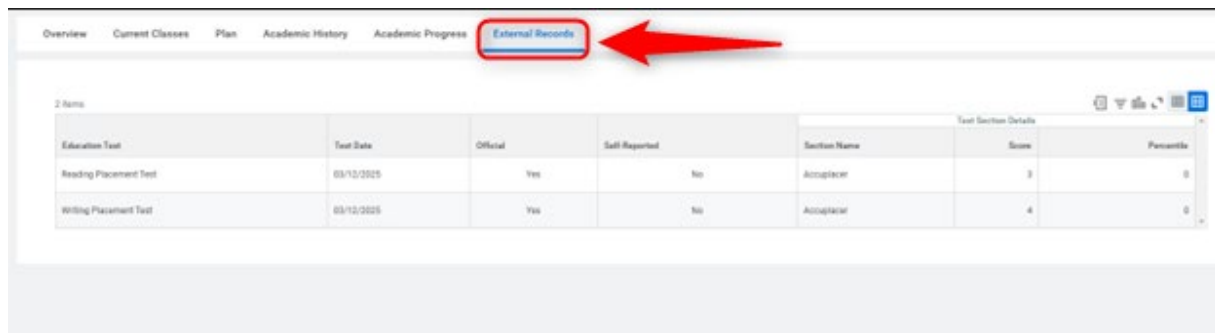 Overview Current Classes Plan Academic History Academic Progress External Records
2 items
Test Section Details
Education Test Test Date Official Self-Reported Section Name Score Percentile
Reading Placement Test 03/12/2025 Yes No Accuplacer 3 0
Writing Placement Test 03/12/2025 Yes No Accuplacer 4 0